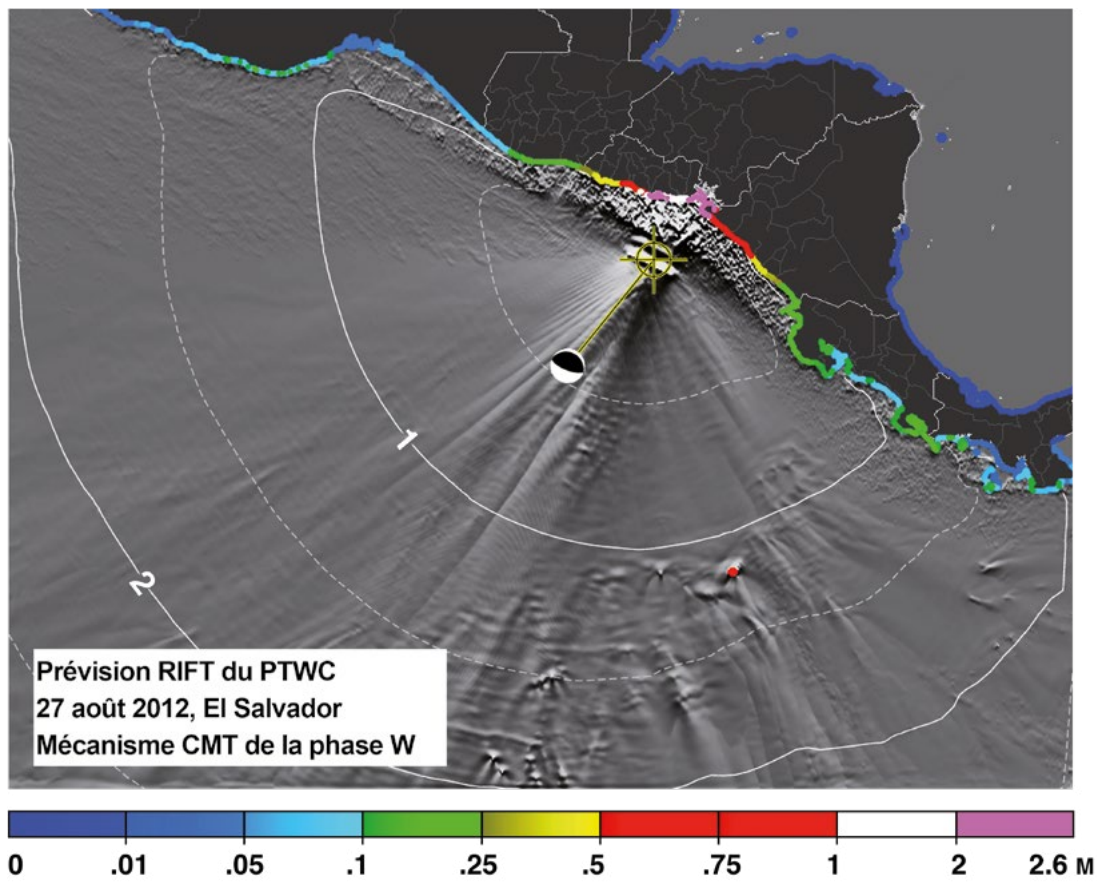 1
2
Prévision RIFT du PTWC
27 août 2012, El Salvador
Mécanisme CMT de la phase W
0 .01 .05 .1 .25 .5 .75 1 2 2.6 M